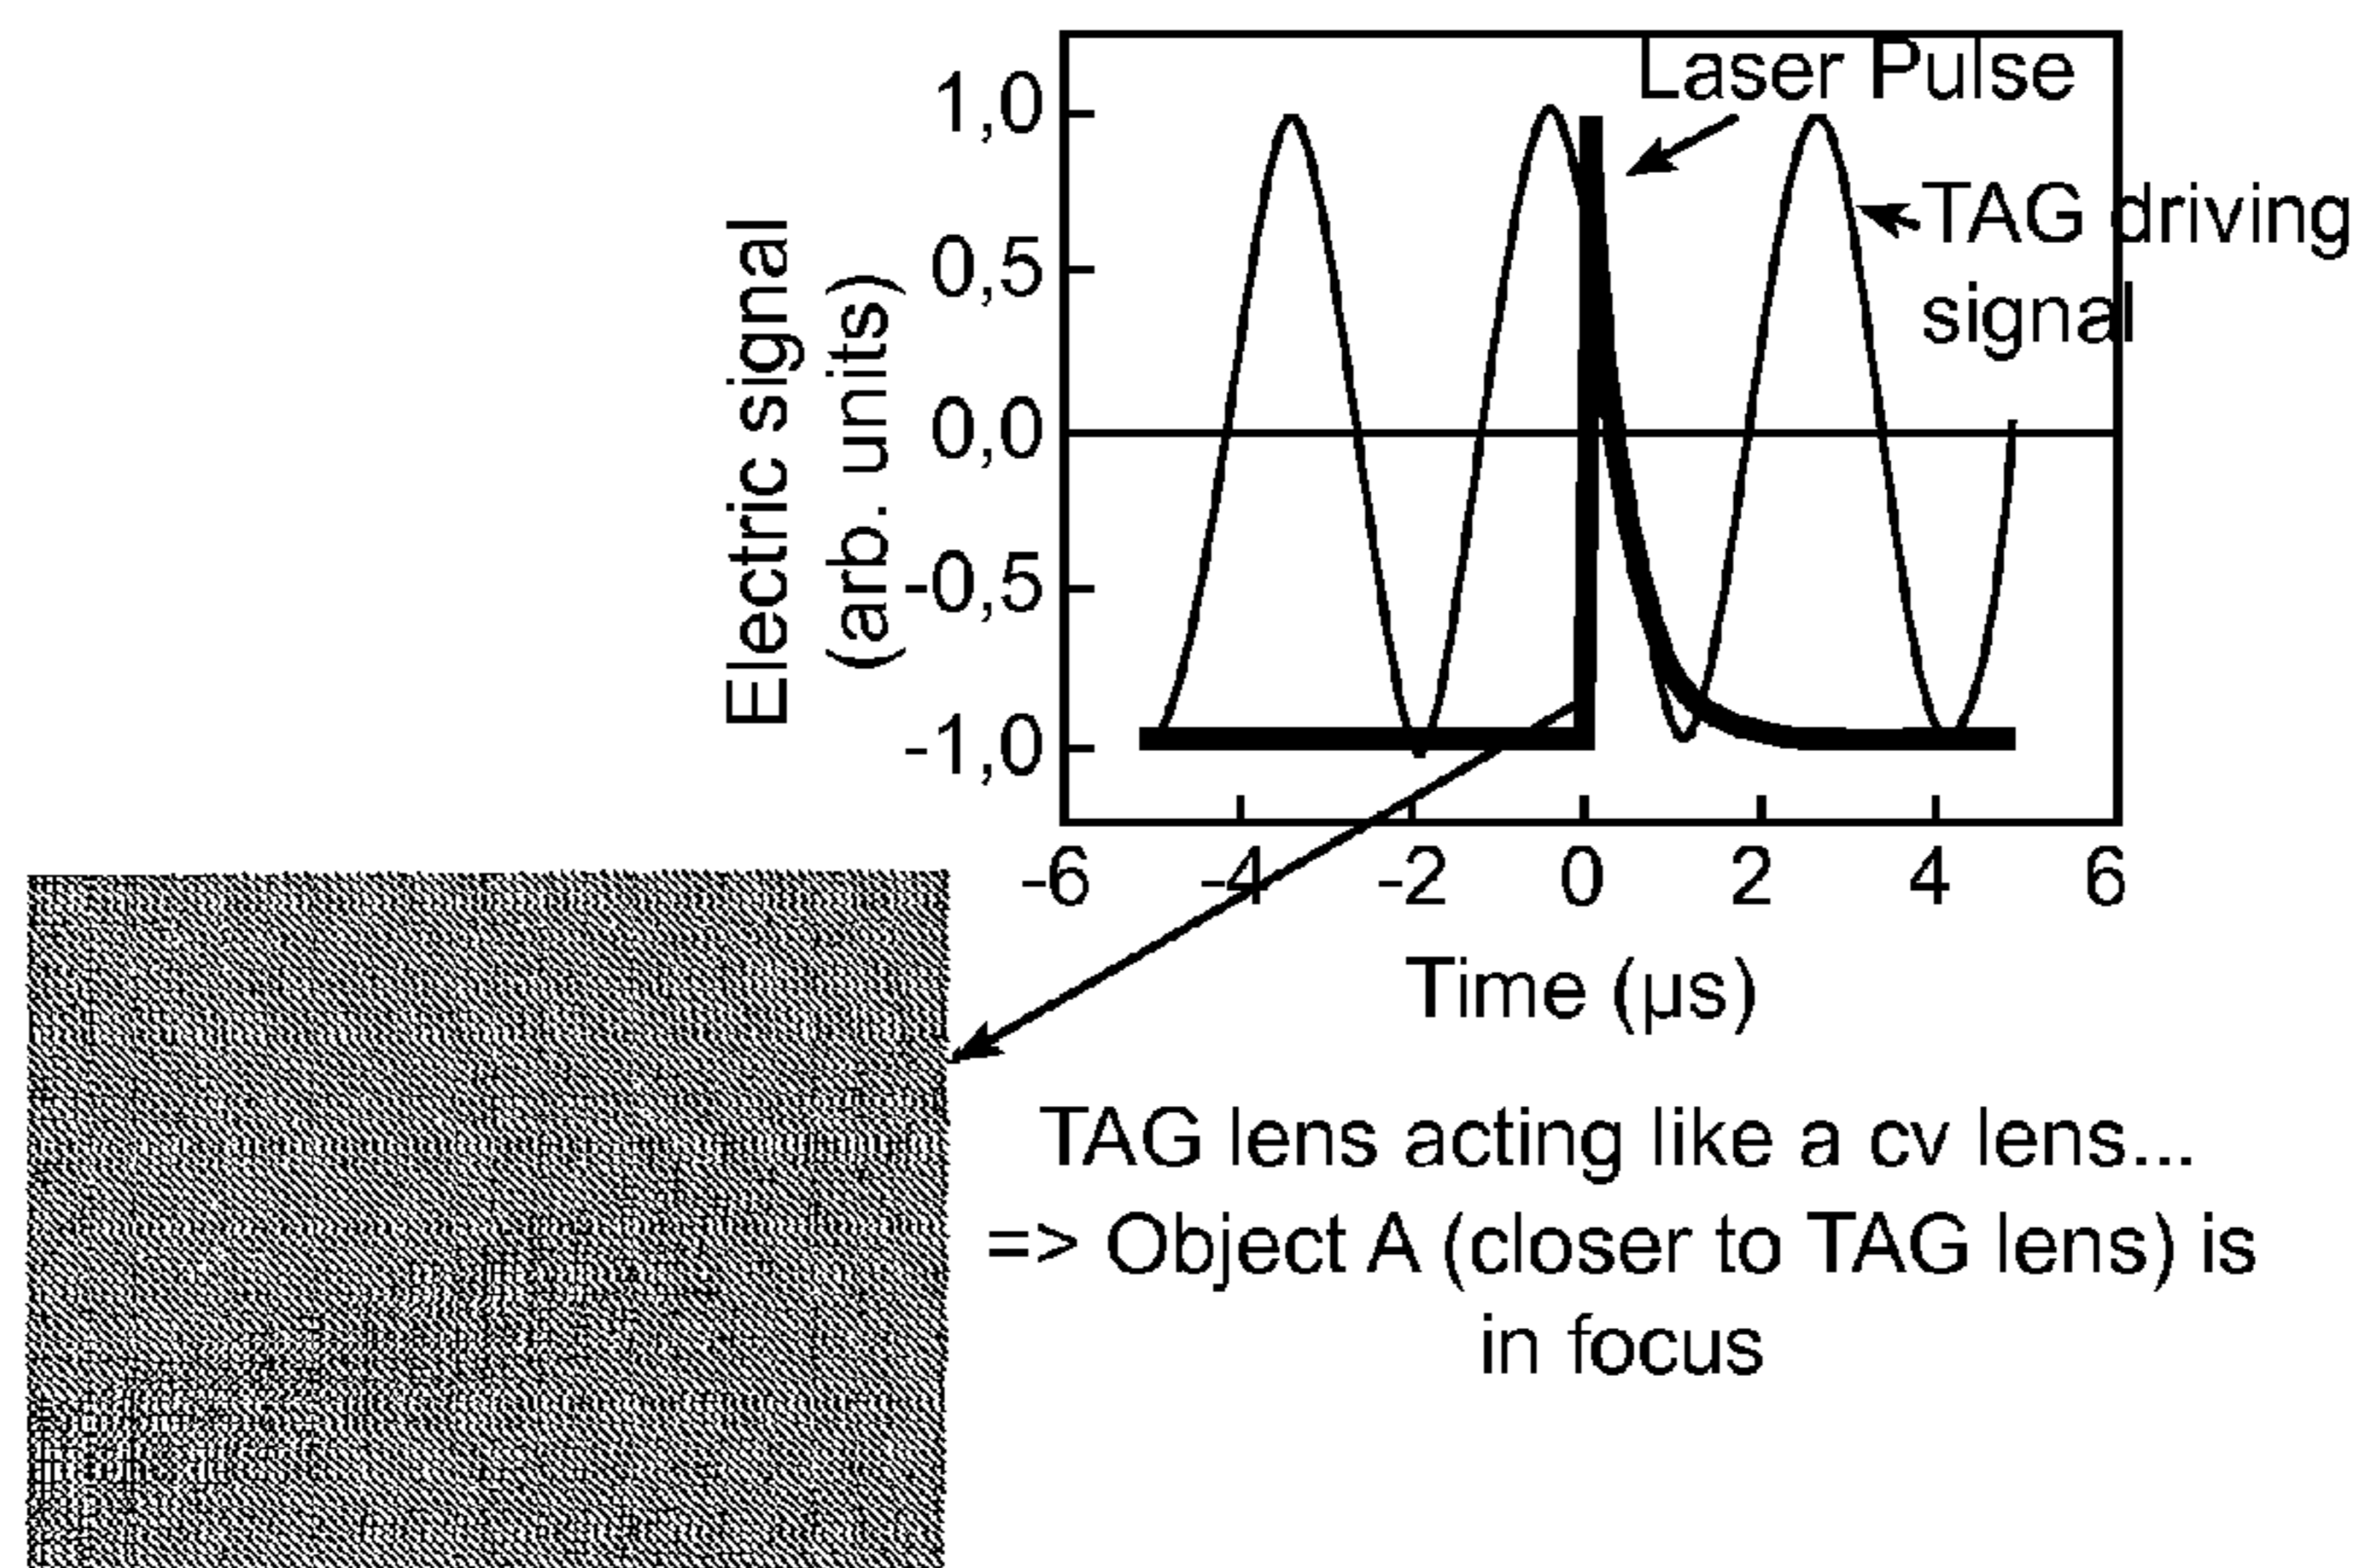 Laser Pulse
TAG driving
signal
Electric signal
(arb. units)
1,0
0,5
0,0
-0,5
-1,0
-6 -4 -2 0 2 4 6
Time (µs)
TAG lens acting like a cv lens...
=> Object A (closer to TAG lens) is
in focus